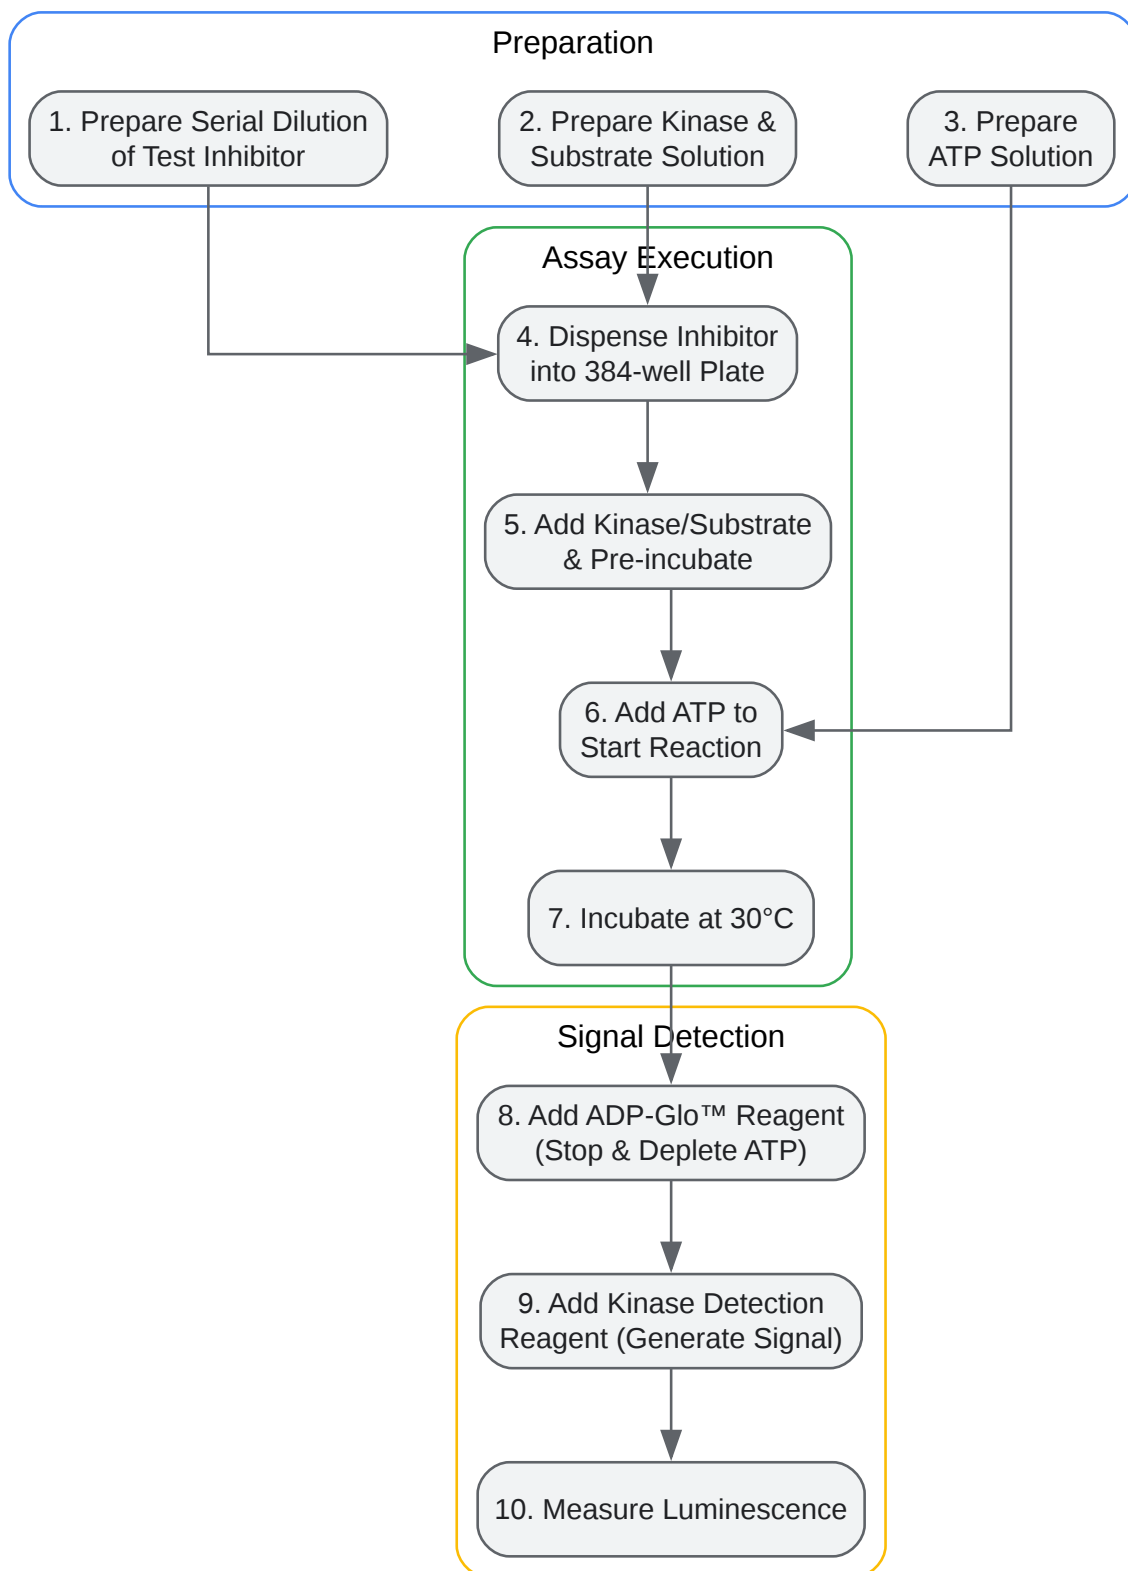 Preparation
1. Prepare Serial Dilution
of Test Inhibitor
2. Prepare Kinase &
Substrate Solution
3. Prepare
ATP Solution
Assay Execution
4. Dispense Inhibitor
into 384-well Plate
5. Add Kinase/Substrate
& Pre-incubate
6. Add ATP to
Start Reaction
7. Incubate at 30°C
Signal Detection
8. Add ADP-Glo™ Reagent
(Stop & Deplete ATP)
9. Add Kinase Detection
Reagent (Generate Signal)
10. Measure Luminescence